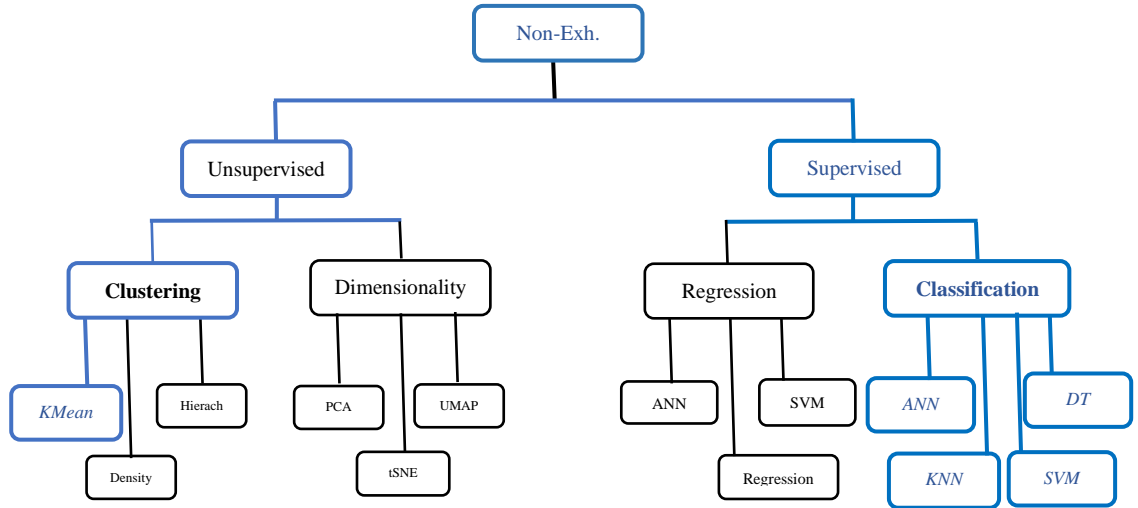 Non-Exh.
Unsupervised
Supervised
Clustering
Dimensionality
Regression
Classification
KMean
Hierach
PCA
UMAP
ANN
SVM
ANN
DT
Density
tSNE
Regression
KNN
SVM